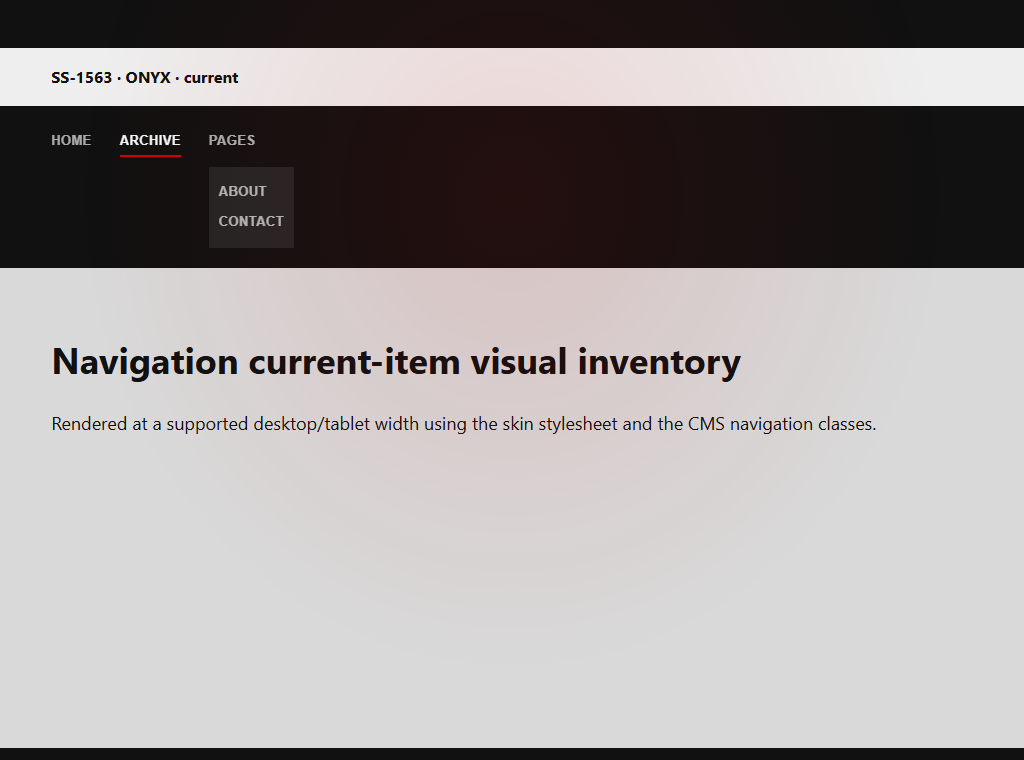 SS-1563 · ONYX · current
HOME ARCHIVE PAGES
ABOUT
CONTACT
Navigation current-item visual inventory
Rendered at a supported desktop/tablet width using the skin stylesheet and the CMS navigation classes.